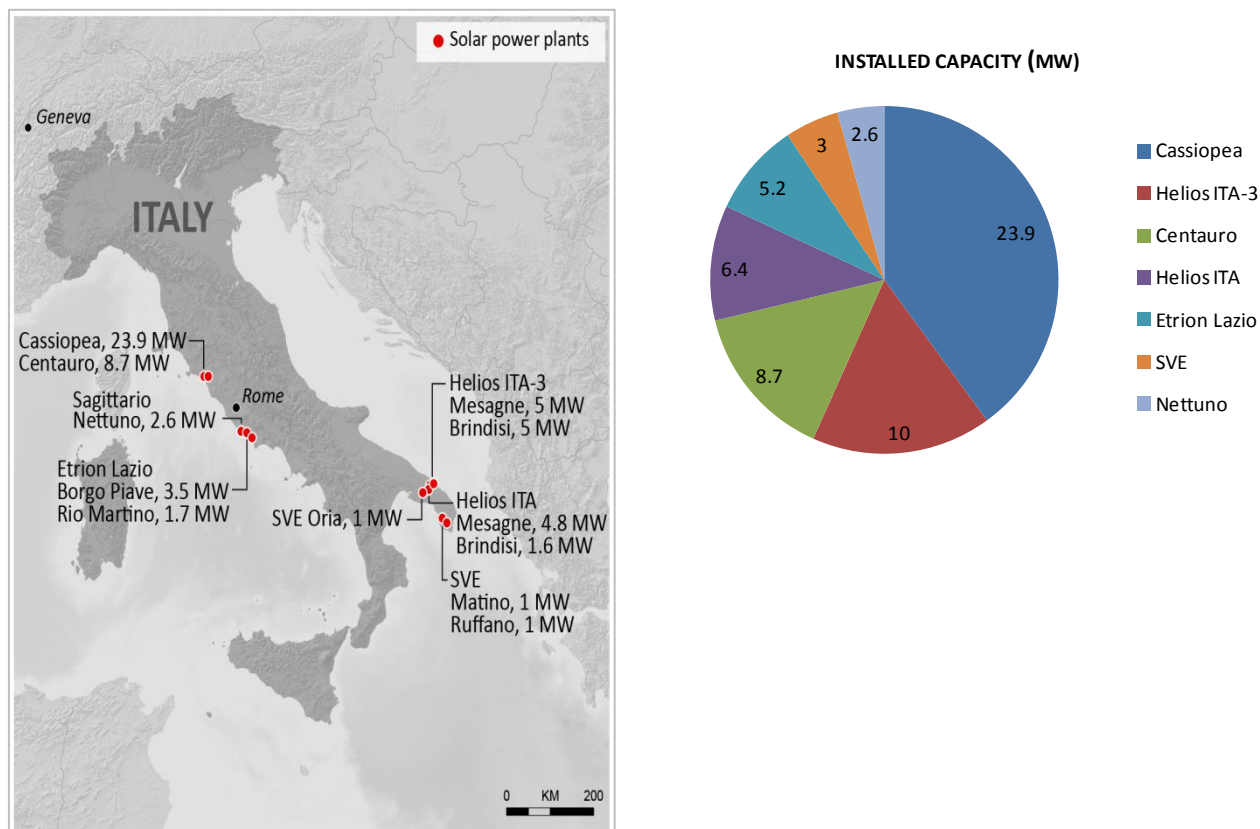 Solar power plants
Geneva
ITALY
Cassiopea, 23.9 MW
Centauro, 8.7 MW
Sagittario
Nettuno, 2.6 MW
Rome
Etrion Lazio
Borgo Piave, 3.5 MW
Rio Martino, 1.7 MW
Helios ITA-3
Mesagne, 5 MW
Brindisi, 5 MW
SVE Oria, 1 MW
Helios ITA
Mesagne, 4.8 MW
Brindisi, 1.6 MW
SVE
Matino, 1 MW
Ruffano, 1 MW
0 KM 200
INSTALLED CAPACITY (MW)
23.9
10
8.7
6.4
5.2
3
2.6
Cassiopea
Helios ITA-3
Centauro
Helios ITA
Etrion Lazio
SVE
Nettuno